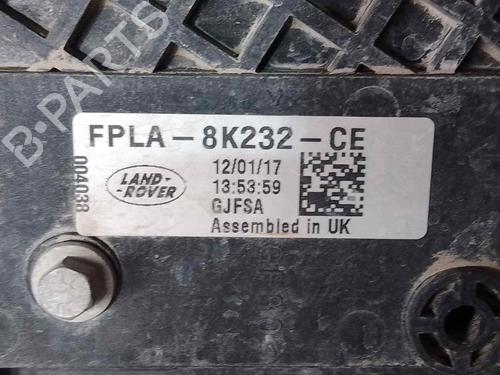 FPLA-8K232-CE
004038
LAND-
-ROVER
12/01/17
13:53:59
GJFSA
Assembled in UK
B-PARTS